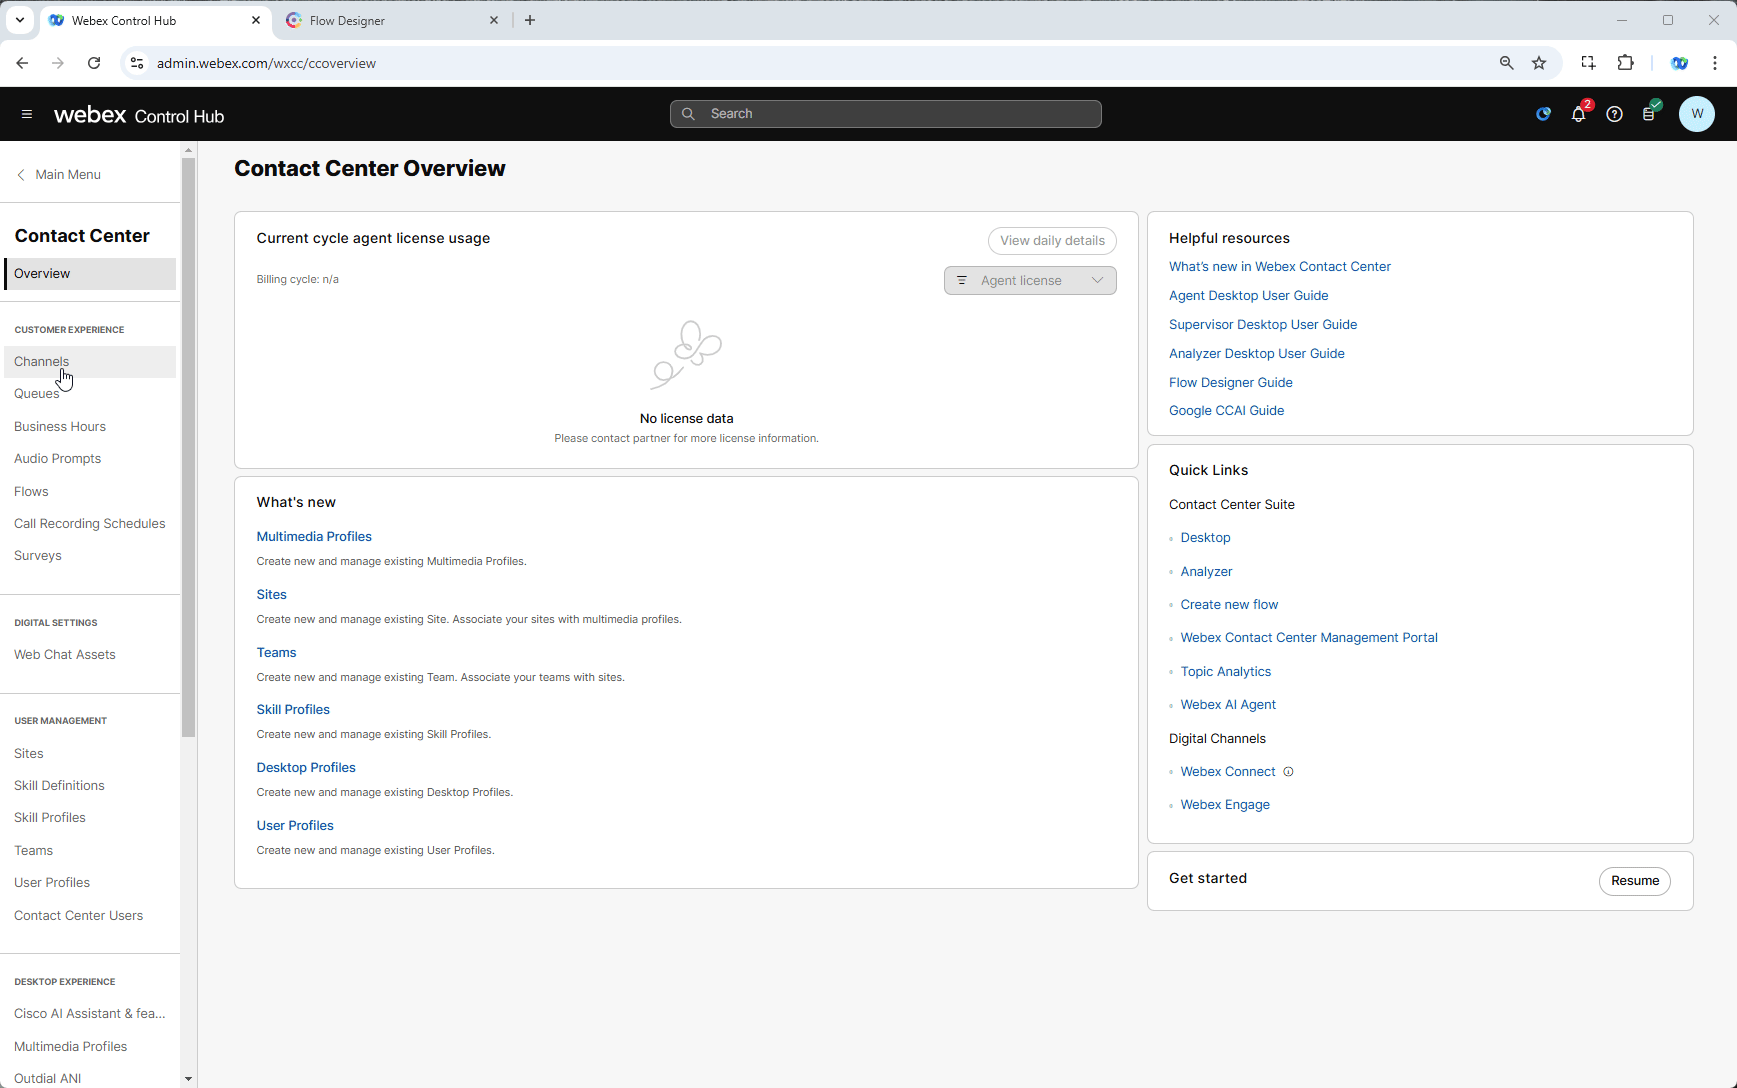 Webex Control Hub
Flow Designer
admin.webex.com/wxcc/ccoverview
webex Control Hub
Search
2
W
Main Menu
Contact Center
Overview
CUSTOMER EXPERIENCE
Channels
Queues
Business Hours
Audio Prompts
Flows
Call Recording Schedules
Surveys
DIGITAL SETTINGS
Web Chat Assets
USER MANAGEMENT
Sites
Skill Definitions
Skill Profiles
Teams
User Profiles
Contact Center Users
DESKTOP EXPERIENCE
Cisco AI Assistant & fea...
Multimedia Profiles
Outdial ANI
Contact Center Overview
Current cycle agent license usage
View daily details
Billing cycle: n/a
Agent license
No license data
Please contact partner for more license information.
What's new
Multimedia Profiles
Create new and manage existing Multimedia Profiles.
Sites
Create new and manage existing Site. Associate your sites with multimedia profiles.
Teams
Create new and manage existing Team. Associate your teams with sites.
Skill Profiles
Create new and manage existing Skill Profiles.
Desktop Profiles
Create new and manage existing Desktop Profiles.
User Profiles
Create new and manage existing User Profiles.
Helpful resources
What's new in Webex Contact Center
Agent Desktop User Guide
Supervisor Desktop User Guide
Analyzer Desktop User Guide
Flow Designer Guide
Google CCAI Guide
Quick Links
Contact Center Suite
Desktop
Analyzer
Create new flow
Webex Contact Center Management Portal
Topic Analytics
Webex AI Agent
Digital Channels
Webex Connect
Webex Engage
Get started
Resume